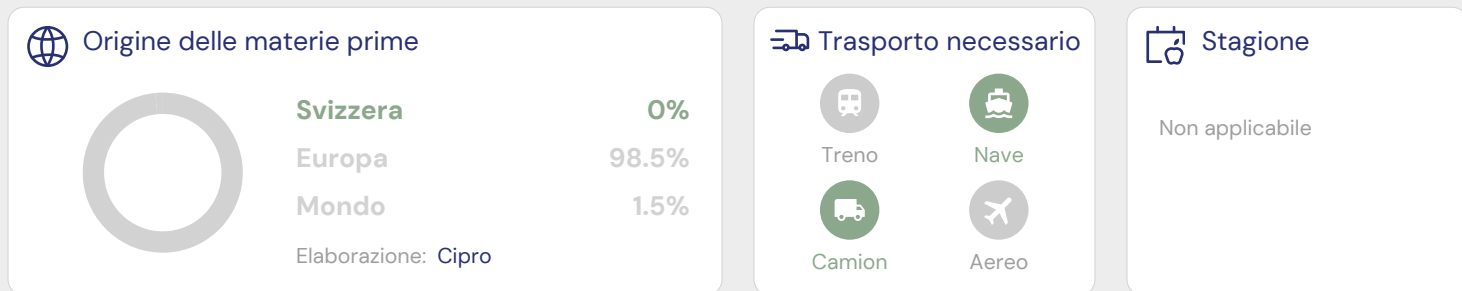 Origine delle materie prime
Svizzera 0%
Europa 98.5%
Mondo 1.5%
Elaborazione: Cipro
Trasporto necessario
Treno
Nave
Camion
Aereo
Stagione
Non applicabile